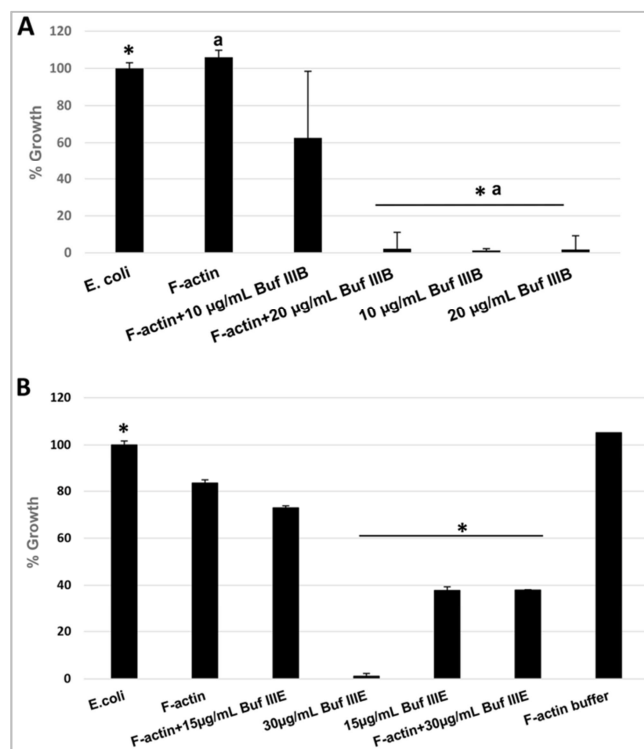 A
120
100
80
60
40
20
0
% Growth
*
a
* a
E. coli
F-actin
F-actin+10 µg/mL Buf IIIB
F-actin+20 µg/mL Buf IIIB
10 µg/mL Buf IIIB
20 µg/mL Buf IIIB
B
120
100
80
60
40
20
0
% Growth
*
*
E.coli
F-actin
F-actin+15µg/mL Buf IIIE
30µg/mL Buf IIIE
15µg/mL Buf IIIE
F-actin+30µg/mL Buf IIIE
F-actin buffer